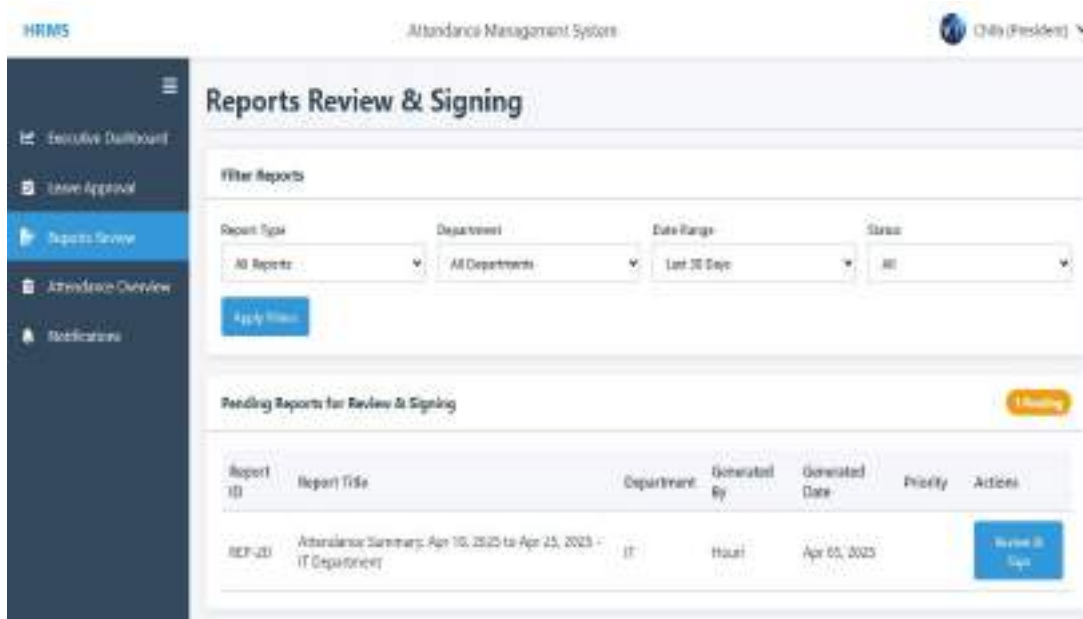 HRMS
Attendance Management System
(President)
Reports Review & Signing
Executive Dashboard
Leave Approval
Reports Review
Attendance Overview
Notifications
Filter Reports
Report Type
Department
Date Range
Status
All Reports
All Departments
Last 30 Days
All
Apply Filters
Pending Reports for Review & Signing
1 Pending
Report
ID
Report Title
Department
Generated
By
Generated
Date
Priority
Actions
Attendance Summary: Apr 10, 2025 to Apr 25, 2025 -
IT Department
IT
Houri
2025
Review &
Sign